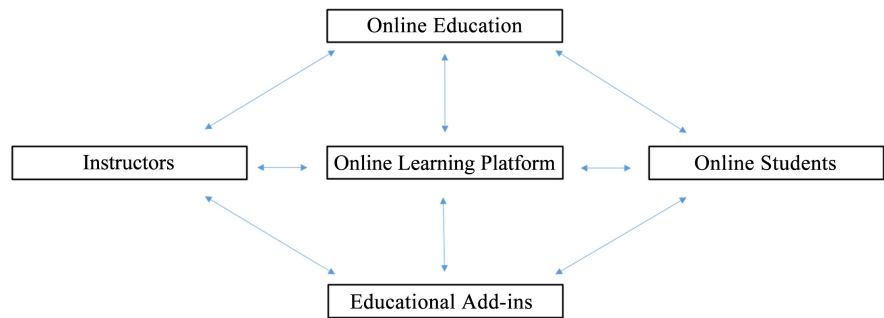 Online Education
Instructors
Online Learning Platform
Online Students
Educational Add-ins